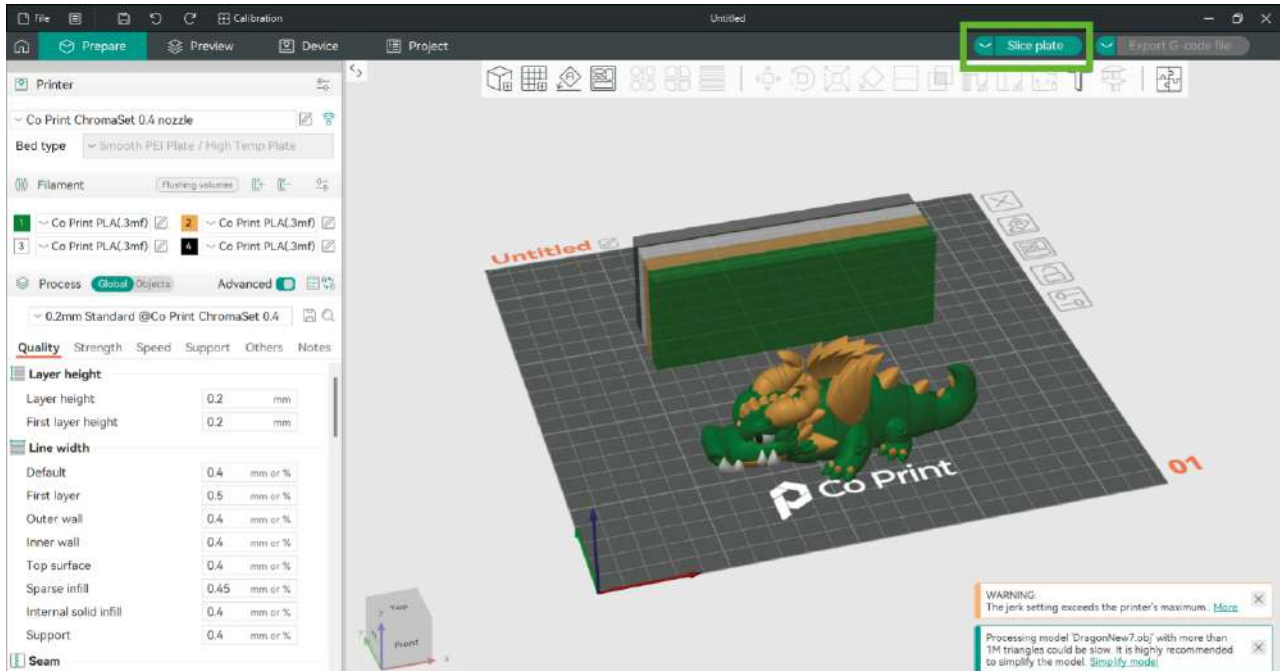 File Calibration Untitled
Prepare Preview Device Project Slice plate Export G-code file
Printer
Co Print ChromaSet 0.4 nozzle
Bed type Smooth PEI Plate / High Temp Plate
Filament Flushing volumes
1 Co Print PLA(.3mf) 2 Co Print PLA(.3mf)
3 Co Print PLA(.3mf) 4 Co Print PLA(.3mf)
Process Global Objects Advanced
0.2mm Standard @Co Print ChromaSet 0.4
Quality Strength Speed Support Others Notes
Layer height
Layer height 0.2 mm
First layer height 0.2 mm
Line width
Default 0.4 mm or %
First layer 0.5 mm or %
Outer wall 0.4 mm or %
Inner wall 0.4 mm or %
Top surface 0.4 mm or %
Sparse infill 0.45 mm or %
Internal solid infill 0.4 mm or %
Support 0.4 mm or %
Seam
Untitled
Co Print
01
Top
Front
z
x
WARNING:
The jerk setting exceeds the printer's maximum.. More
Processing model 'DragonNew7.obj' with more than
1M triangles could be slow. It is highly recommended
to simplify the model. Simplify model